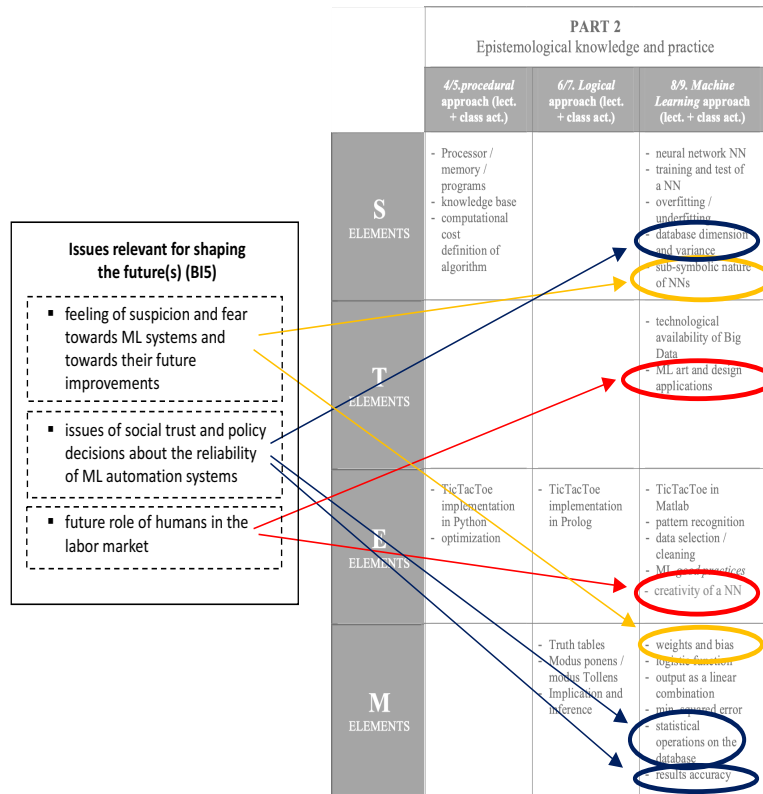 PART 2
Epistemological knowledge and practice
4/5.procedural
approach (lect.
+ class act.)
6/7. Logical
approach (lect.
+ class act.)
8/9. Machine
Learning approach
(lect. + class act.)
Issues relevant for shaping
the future(s) (BI5)
▪ feeling of suspicion and fear
towards ML systems and
towards their future
improvements
▪ issues of social trust and policy
decisions about the reliability
of ML automation systems
▪ future role of humans in the
labor market
S
ELEMENTS
- Processor /
memory /
programs
- knowledge base
- computational
cost
definition of
algorithm
- neural network NN
- training and test of
a NN
- overfitting /
underfitting
- database dimension
and variance
- sub-symbolic nature
of NNs
T
ELEMENTS
- technological
availability of Big
Data
- ML art and design
applications
E
ELEMENTS
- TicTacToe
implementation
in Python
- optimization
- TicTacToe
implementation
in Prolog
- TicTacToe in
Matlab
- pattern recognition
- data selection /
cleaning
- ML good practices
- creativity of a NN
M
ELEMENTS
- Truth tables
- Modus ponens /
modus Tollens
- Implication and
inference
- weights and bias
- logistic function
- output as a linear
combination
- min. squared error
- statistical
operations on the
database
- results accuracy